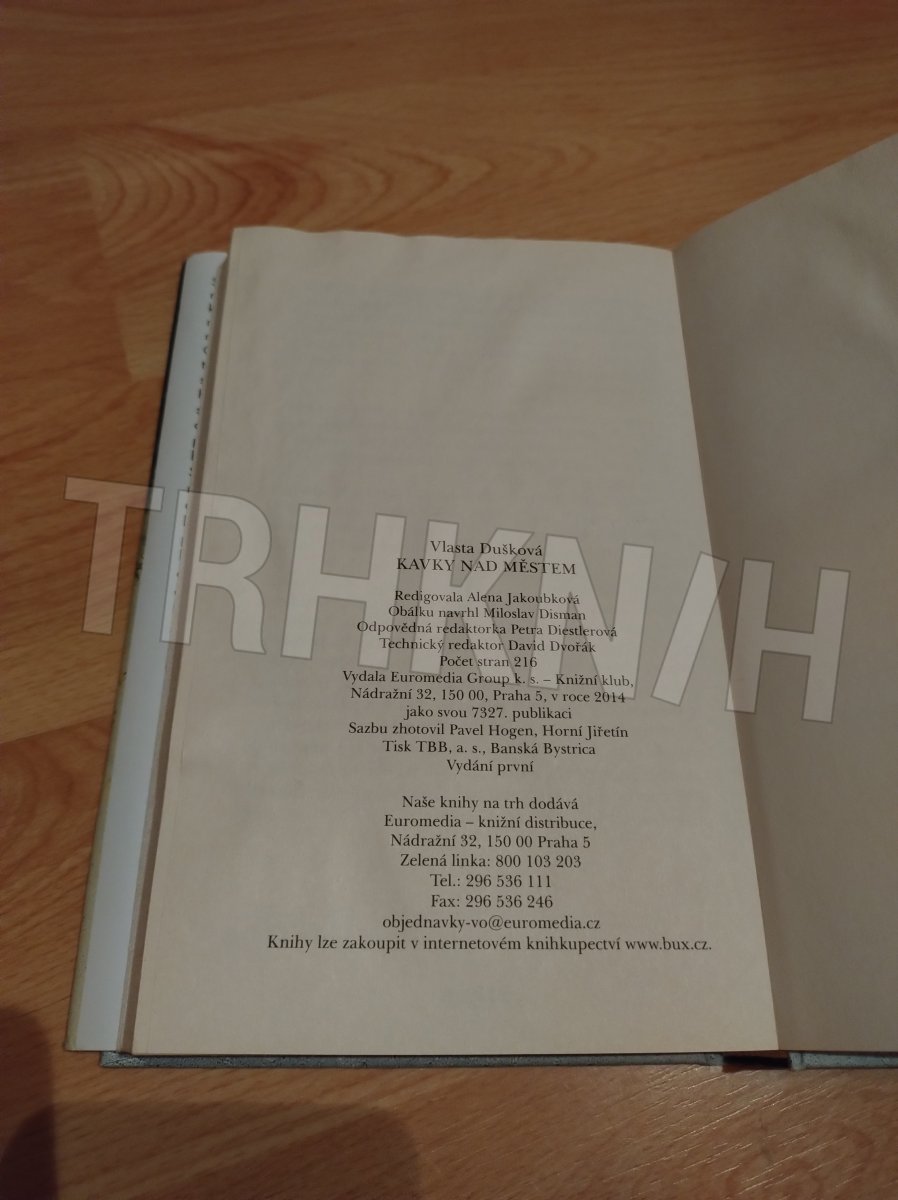 Vlasta Dušková
KAVKY NAD MĚSTEM
Redigovala Alena Jakoubková
Obálku navrhl Miloslav Disman
Odpovědná redaktorka Petra Diestlerová
Technický redaktor David Dvořák
Počet stran 216
Vydala Euromedia Group k. s. – Knižní klub,
Nádražní 32, 150 00, Praha 5, v roce 2014
jako svou 7327. publikaci
Sazbu zhotovil Pavel Hogen, Horní Jiřetín
Tisk TBB, a. s., Banská Bystrica
Vydání první
Naše knihy na trh dodává
Euromedia – knižní distribuce,
Nádražní 32, 150 00 Praha 5
Zelená linka: 800 103 203
Tel.: 296 536 111
Fax: 296 536 246
objednavky-vo@euromedia.cz
Knihy lze zakoupit v internetovém knihkupectví www.bux.cz.
TRHKN/H